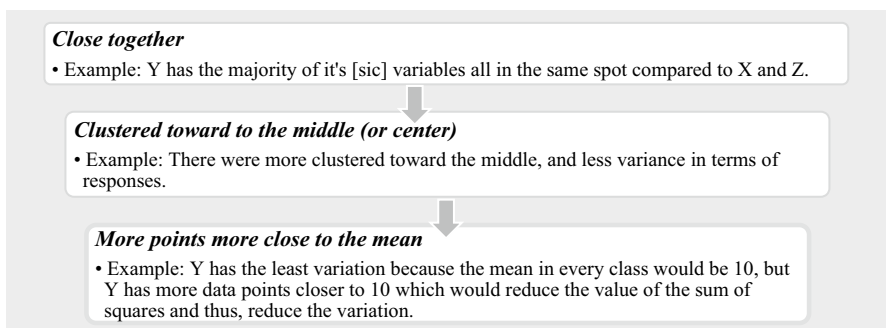 Close together
• Example: Y has the majority of it's [sic] variables all in the same spot compared to X and Z.
Clustered toward to the middle (or center)
• Example: There were more clustered toward the middle, and less variance in terms of
responses.
More points more close to the mean
• Example: Y has the least variation because the mean in every class would be 10, but
Y has more data points closer to 10 which would reduce the value of the sum of
squares and thus, reduce the variation.